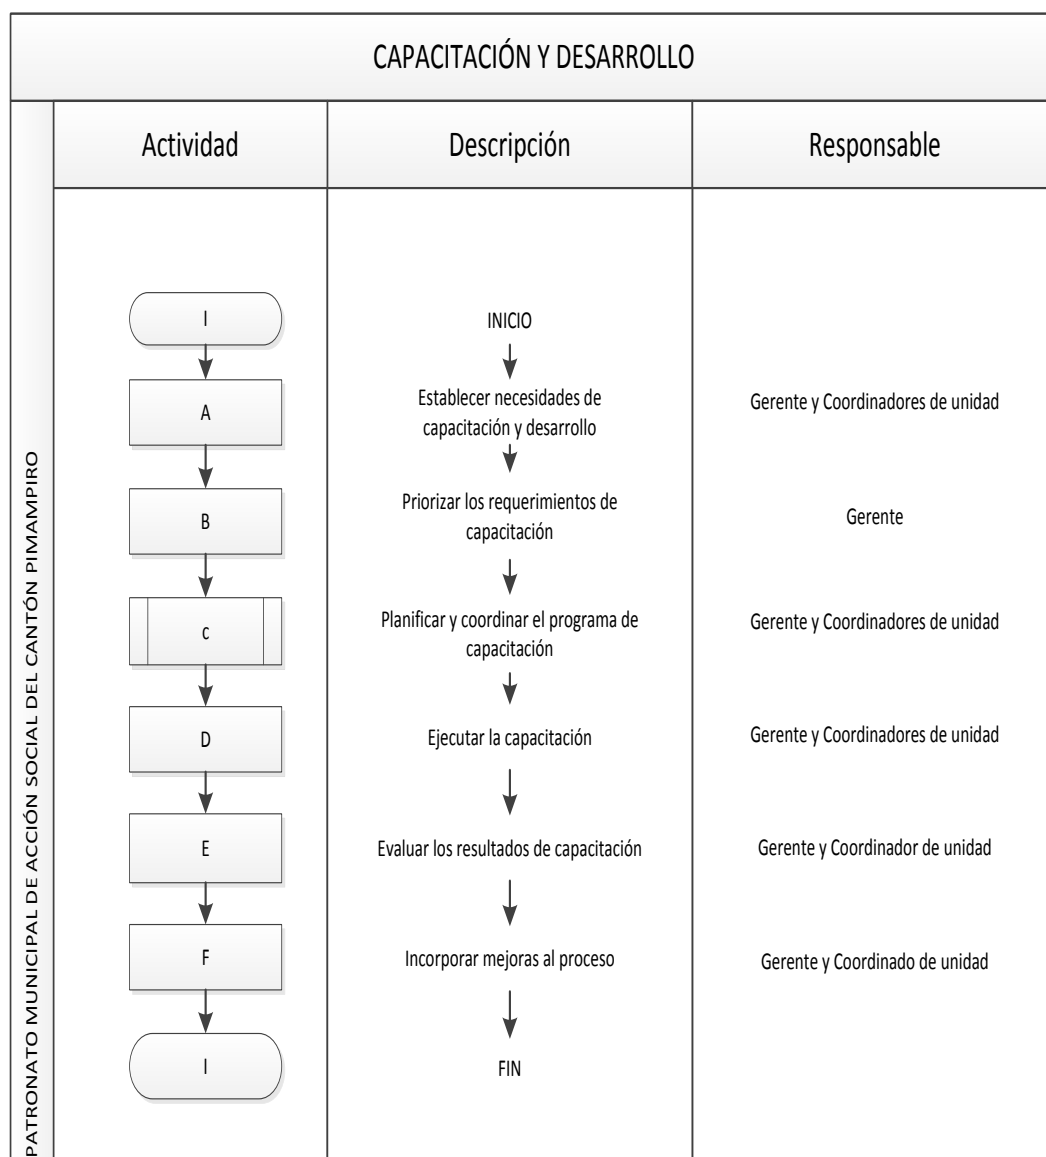 CAPACITACIÓN Y DESARROLLO
PATRONATO MUNICIPAL DE ACCIÓN SOCIAL DEL CANTÓN PIMAMPIRO
Actividad
Descripción
Responsable
I
INICIO
A
Establecer necesidades de
capacitación y desarrollo
Gerente y Coordinadores de unidad
B
Priorizar los requerimientos de
capacitación
Gerente
c
Planificar y coordinar el programa de
capacitación
Gerente y Coordinadores de unidad
D
Ejecutar la capacitación
Gerente y Coordinadores de unidad
E
Evaluar los resultados de capacitación
Gerente y Coordinador de unidad
F
Incorporar mejoras al proceso
Gerente y Coordinado de unidad
I
FIN